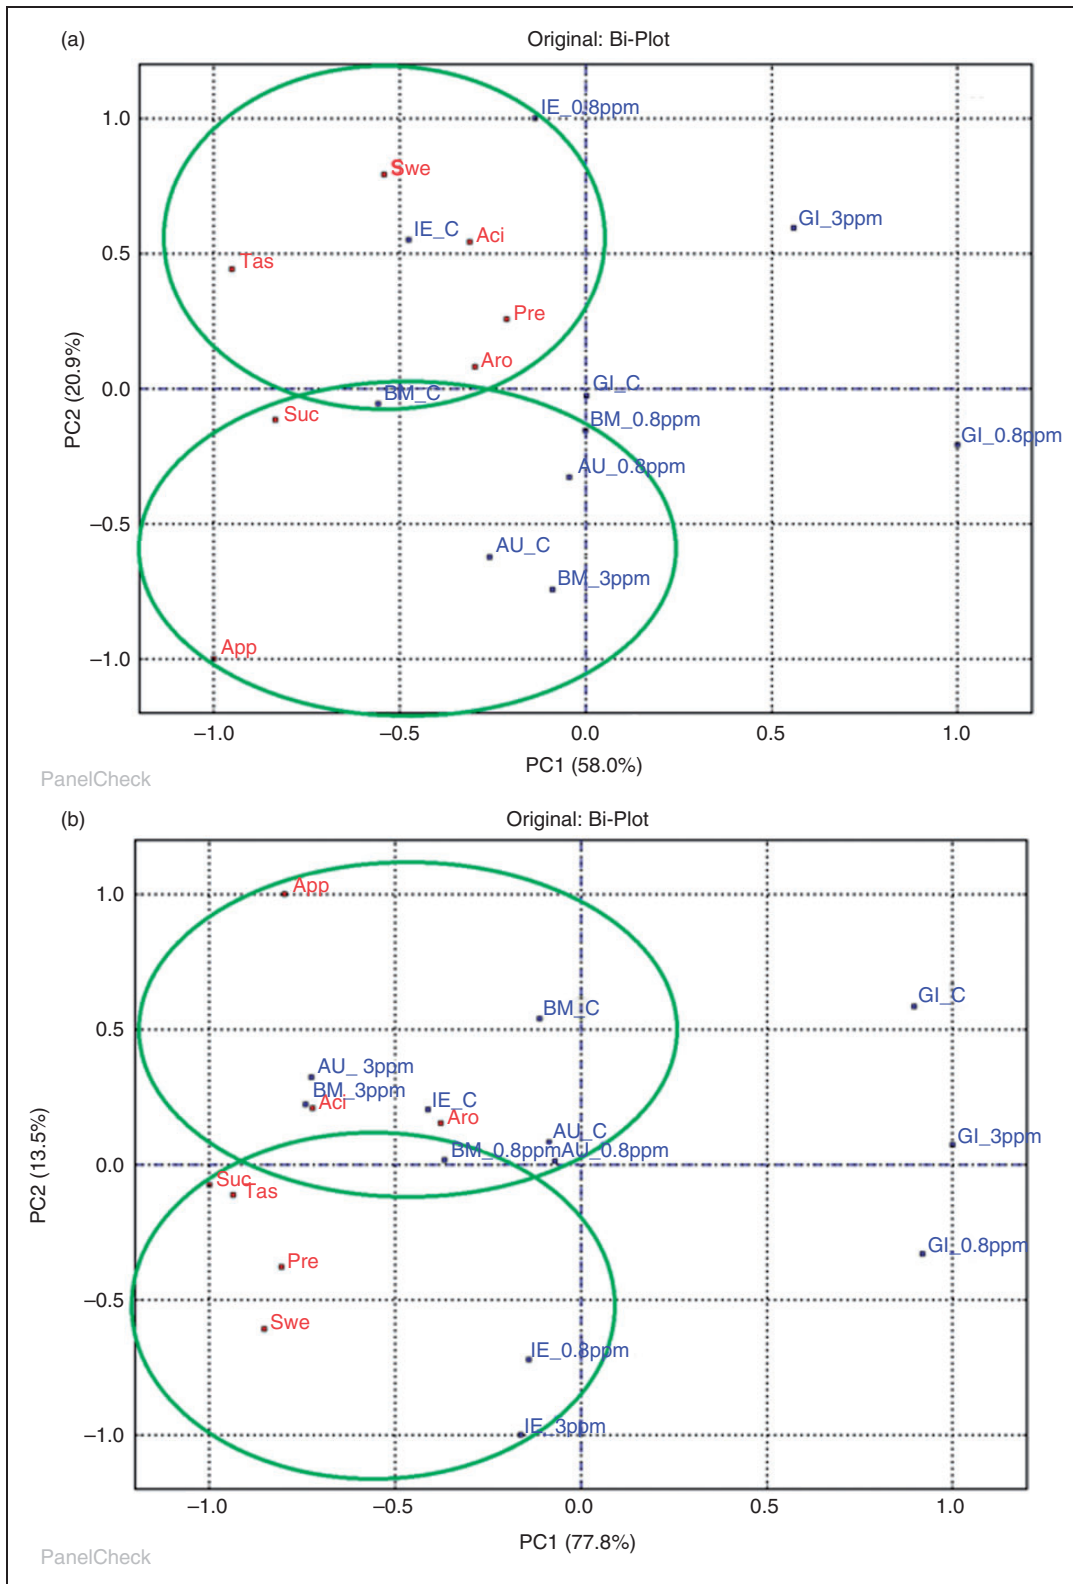 (a)
Original: Bi-Plot
IE_0.8ppm
Swe
GI_3ppm
IE_C
Aci
Tas
Pre
Aro
GI_C
BM_C
Suc
BM_0.8ppm
GI_0.8ppm
AU_0.8ppm
AU_C
BM_3ppm
App
1.0
0.5
0.0
–0.5
–1.0
PC2 (20.9%)
–1.0 –0.5 0.0 0.5 1.0
PC1 (58.0%)
PanelCheck
(b)
Original: Bi-Plot
App
GI_C
BM_C
AU_ 3ppm
BM_3ppm
Aci
IE_C
Aro
AU_C
GI_3ppm
BM_0.8ppm
AU_0.8ppm
Suc
Tas
GI_0.8ppm
Pre
Swe
IE_0.8ppm
IE_3ppm
1.0
0.5
0.0
–0.5
–1.0
PC2 (13.5%)
–1.0 –0.5 0.0 0.5 1.0
PC1 (77.8%)
PanelCheck